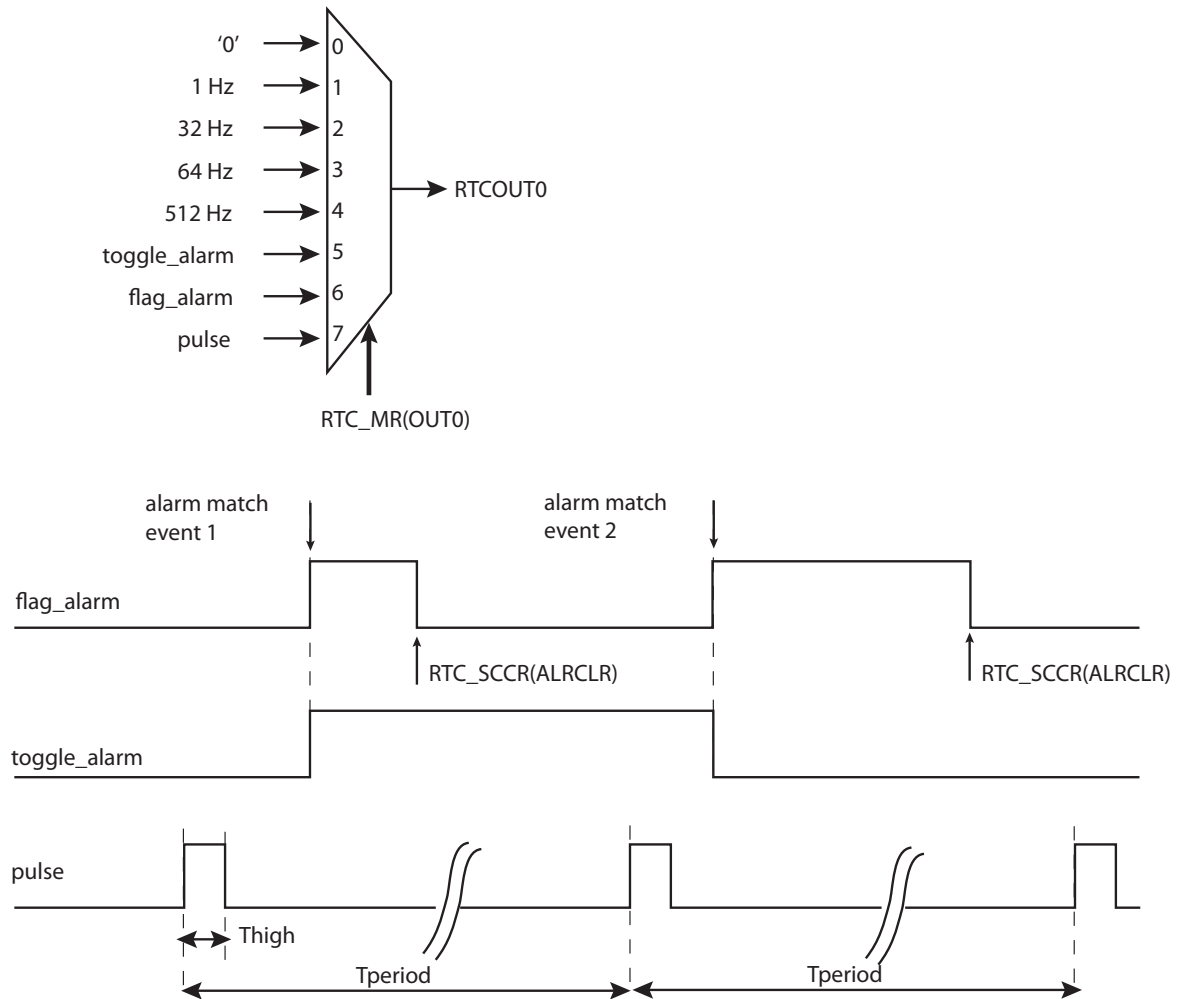 ‘0’ 0
1 Hz 1
32 Hz 2
64 Hz 3
512 Hz 4
toggle_alarm 5
flag_alarm 6
pulse 7
RTCOUT0
RTC_MR(OUT0)
alarm match
event 1
alarm match
event 2
flag_alarm
RTC_SCCR(ALRCLR)
RTC_SCCR(ALRCLR)
toggle_alarm
pulse
Thigh
Tperiod
Tperiod